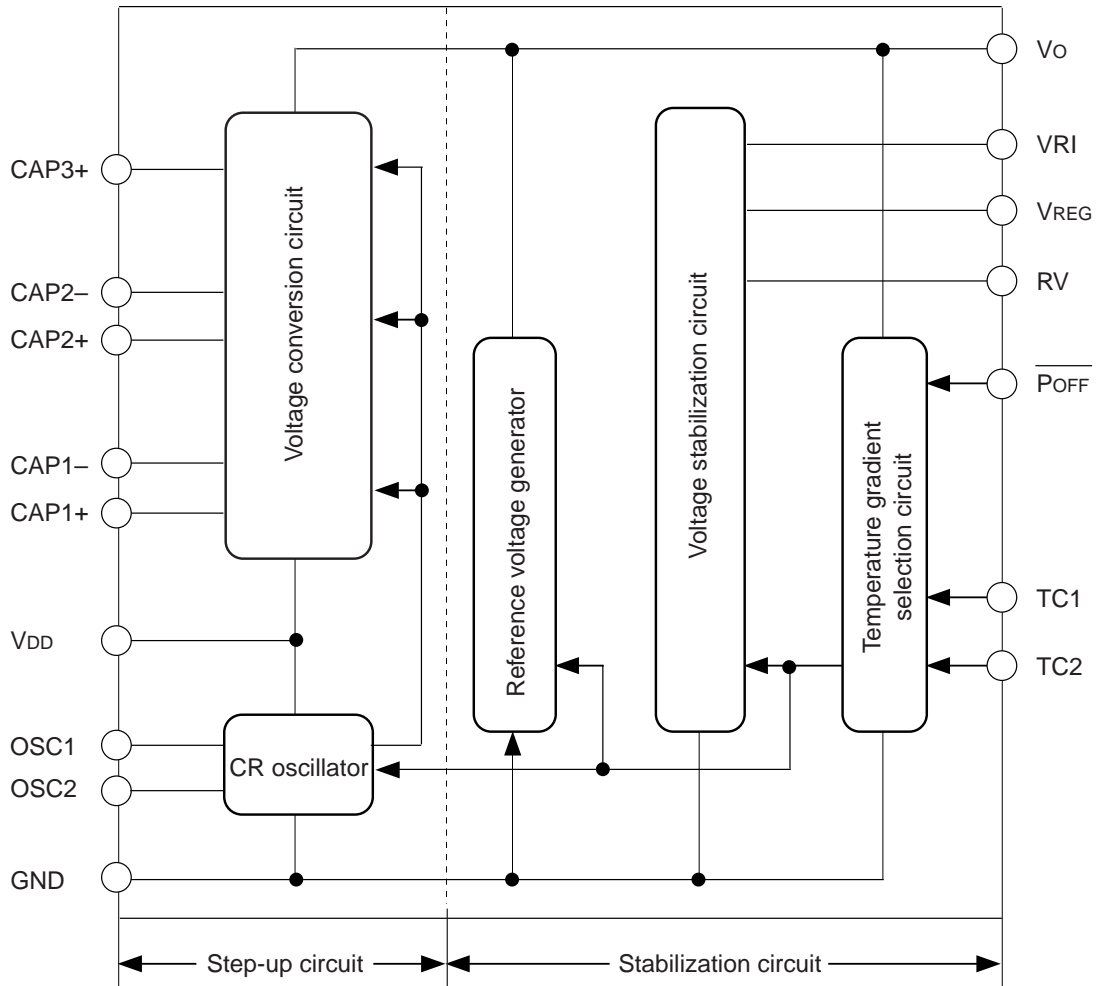 VO
VRI
VREG
RV
POFF
TC1
TC2
CAP3+
CAP2–
CAP2+
CAP1–
CAP1+
VDD
OSC1
OSC2
GND
Voltage conversion circuit
CR oscillator
Reference voltage generator
Voltage stabilization circuit
Temperature gradient
selection circuit
Step-up circuit
Stabilization circuit